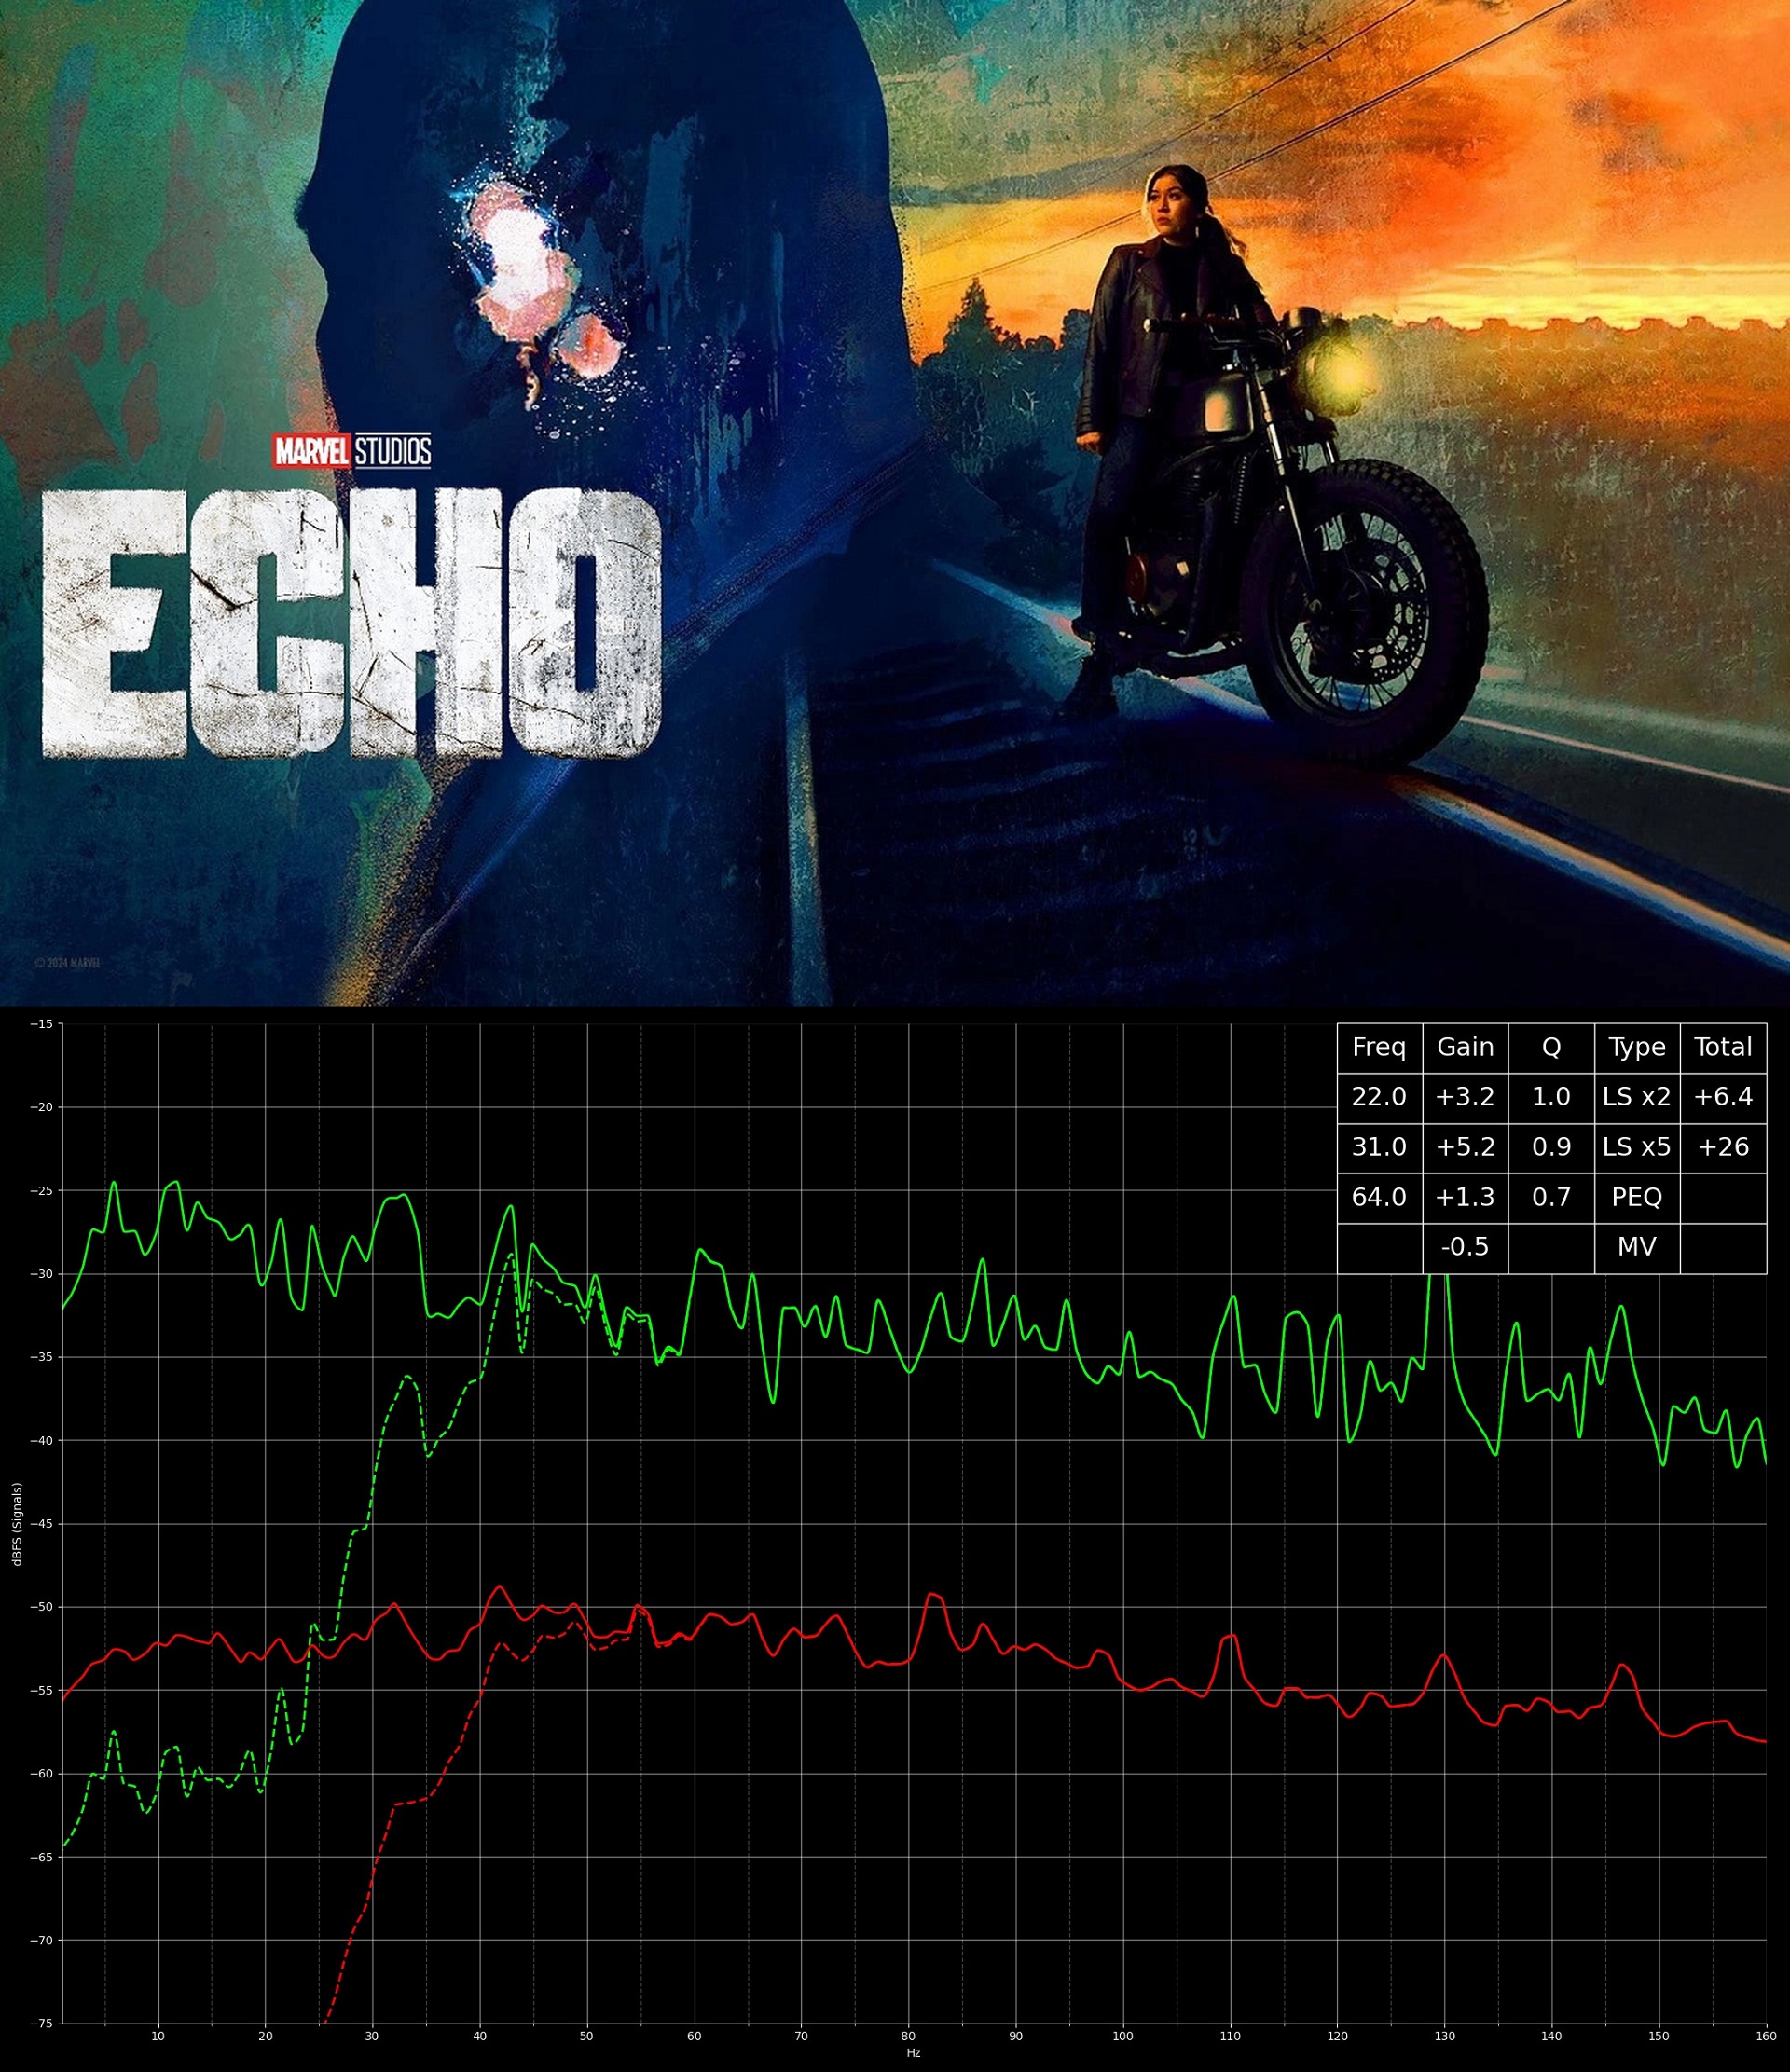 MARVEL STUDIOS
ECHO
© 2024 MARVEL
Freq Gain Q Type Total
22.0 +3.2 1.0 LS x2 +6.4
31.0 +5.2 0.9 LS x5 +26
64.0 +1.3 0.7 PEQ
-0.5 MV
−15
−20
−25
−30
−35
−40
−45
−50
−55
−60
−65
−70
−75
dBFS (Signals)
10 20 30 40 50 60 70 80 90 100 110 120 130 140 150 160
Hz